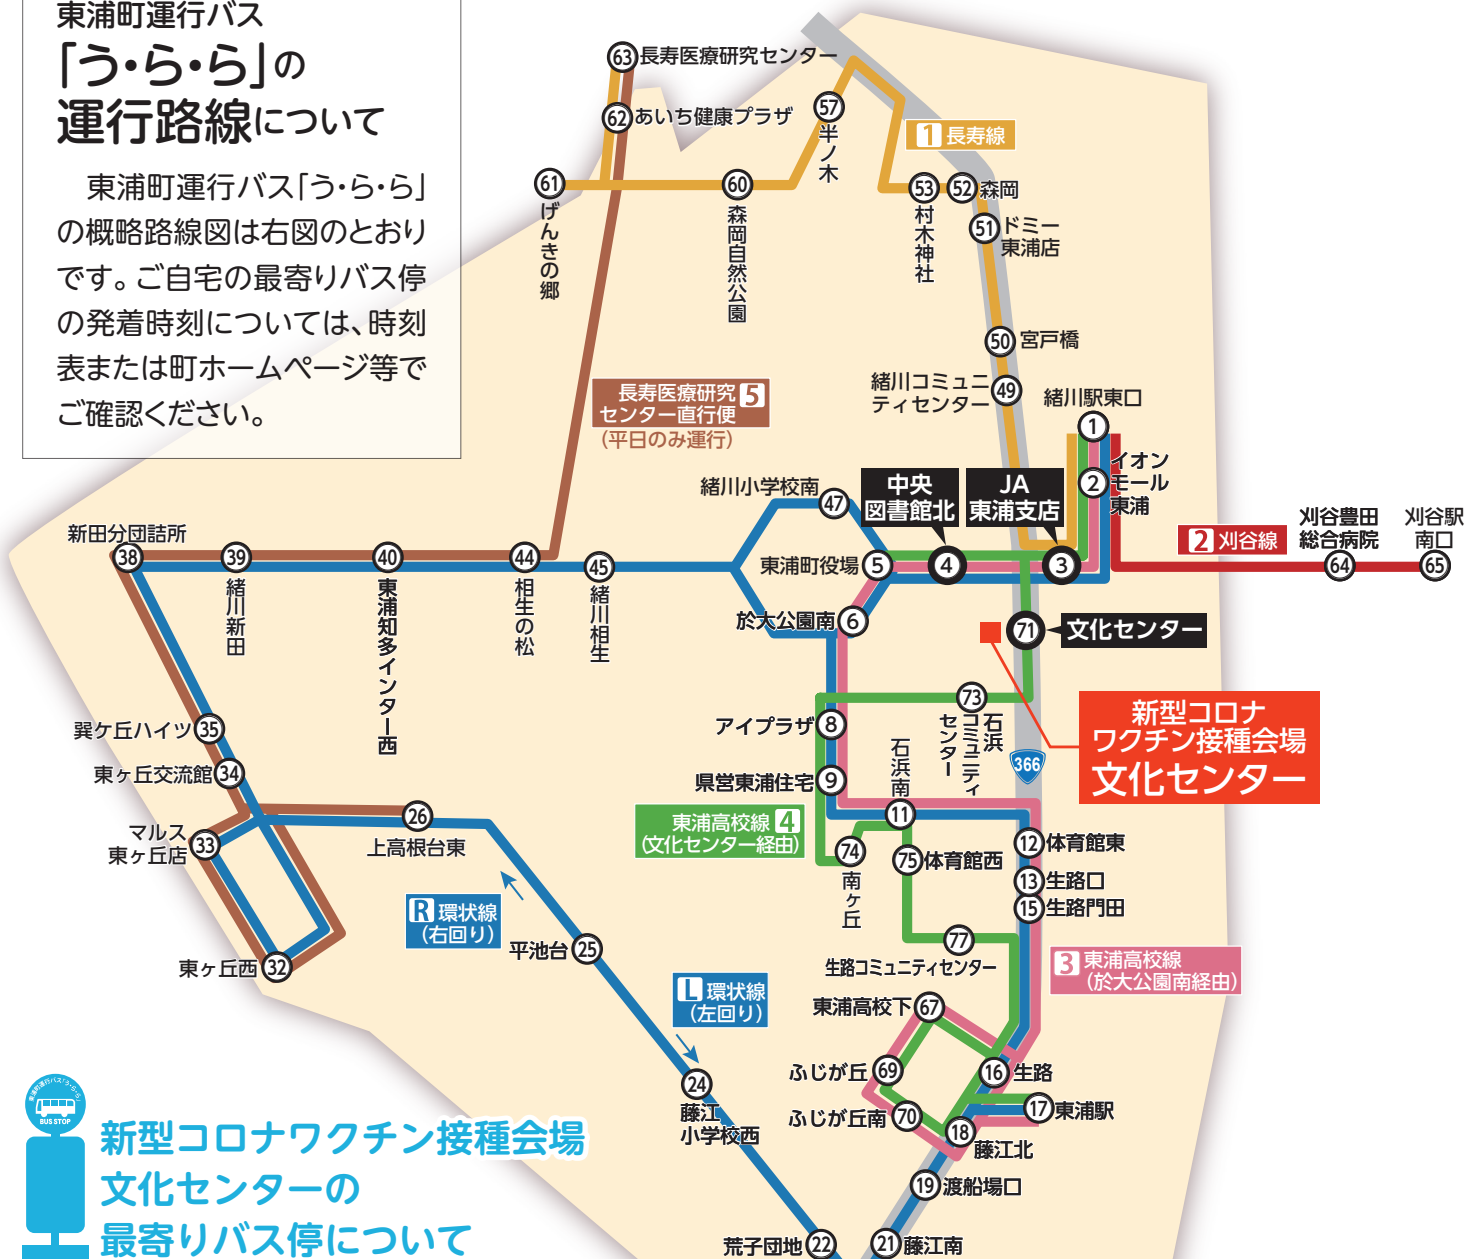 東浦町運行バス
「う・ら・ら」の
運行路線について
東浦町運行バス「う・ら・ら」
の概略路線図は右図のとおり
です。ご自宅の最寄りバス停
の発着時刻については、時刻
表または町ホームページ等で
ご確認ください。
63 長寿医療研究センター
62 あいち健康プラザ
61 げんきの郷
60 森岡自然公園
57 半ノ木
1 長寿線
53 村木神社
52 森岡
51 ドミー
東浦店
50 宮戸橋
緒川コミュニ
ティセンター 49
緒川駅東口
1
2 イオン
モール
東浦
長寿医療研究 5
センター直行便
(平日のみ運行)
緒川小学校南 47
中央
図書館北
4
JA
東浦支店
3
東浦町役場 5
於大公園南 6
2 刈谷線
刈谷豊田
総合病院
64
刈谷駅
南口
65
新田分団詰所
38
39 緒川新田
40 東浦知多インター西
44 相生の松
45 緒川相生
71 文化センター
新型コロナ
ワクチン接種会場
文化センター
366
73 石浜
コミュニティ
センター
アイプラザ 8
県営東浦住宅 9
石浜南
11
東浦高校線 4
(文化センター経由)
74 南ヶ丘
75 体育館西
12 体育館東
13 生路口
15 生路門田
77
生路コミュニティセンター
3 東浦高校線
(於大公園南経由)
巽ケ丘ハイツ 35
東ヶ丘交流館 34
マルス
東ヶ丘店 33
東ヶ丘西 32
26
上高根台東
R 環状線
(右回り)
平池台 25
L 環状線
(左回り)
24
藤江
小学校西
東浦高校下 67
ふじが丘 69
ふじが丘南 70
16 生路
17 東浦駅
18
藤江北
19 渡船場口
荒子団地 22
21 藤江南
東浦町運行バス「う・ら・ら」
BUS STOP
新型コロナワクチン接種会場
文化センターの
最寄りバス停について